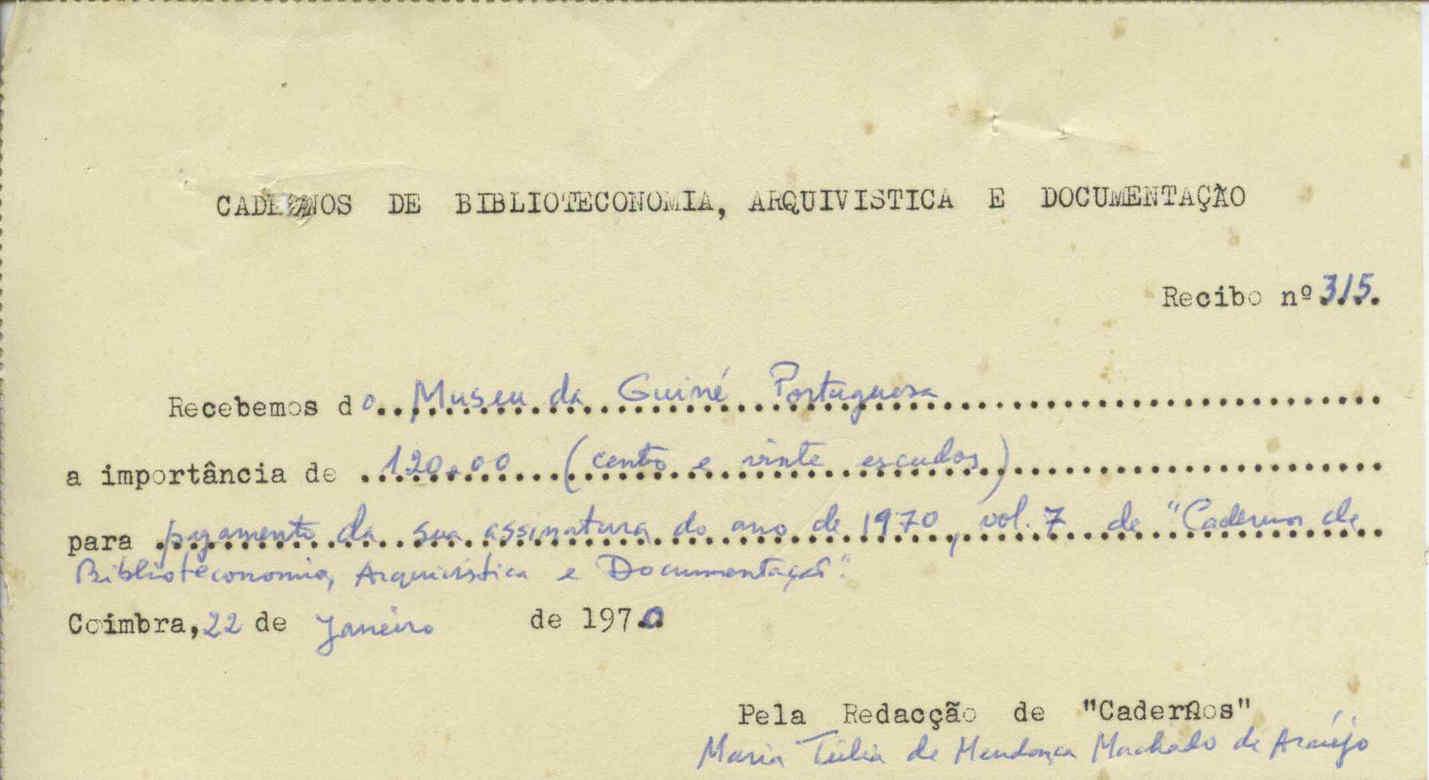 CADERNOS DE BIBLIOTECONOMIA, ARQUIVISTICA E DOCUMENTAÇÃO
Recibo nº 315.
Recebemos do Museu da Guiné Portuguesa
a importância de 120.00 (cento e vinte escudos)
para pagamento da sua assinatura do ano de 1970, vol. 7 de "Cadernos de
Biblioteconomia, Arquivística e Documentação".
Coimbra, 22 de Janeiro de 1970
Pela Redacção de "Cadernos"
Maria Túlia de Mendonça Machado de Araújo